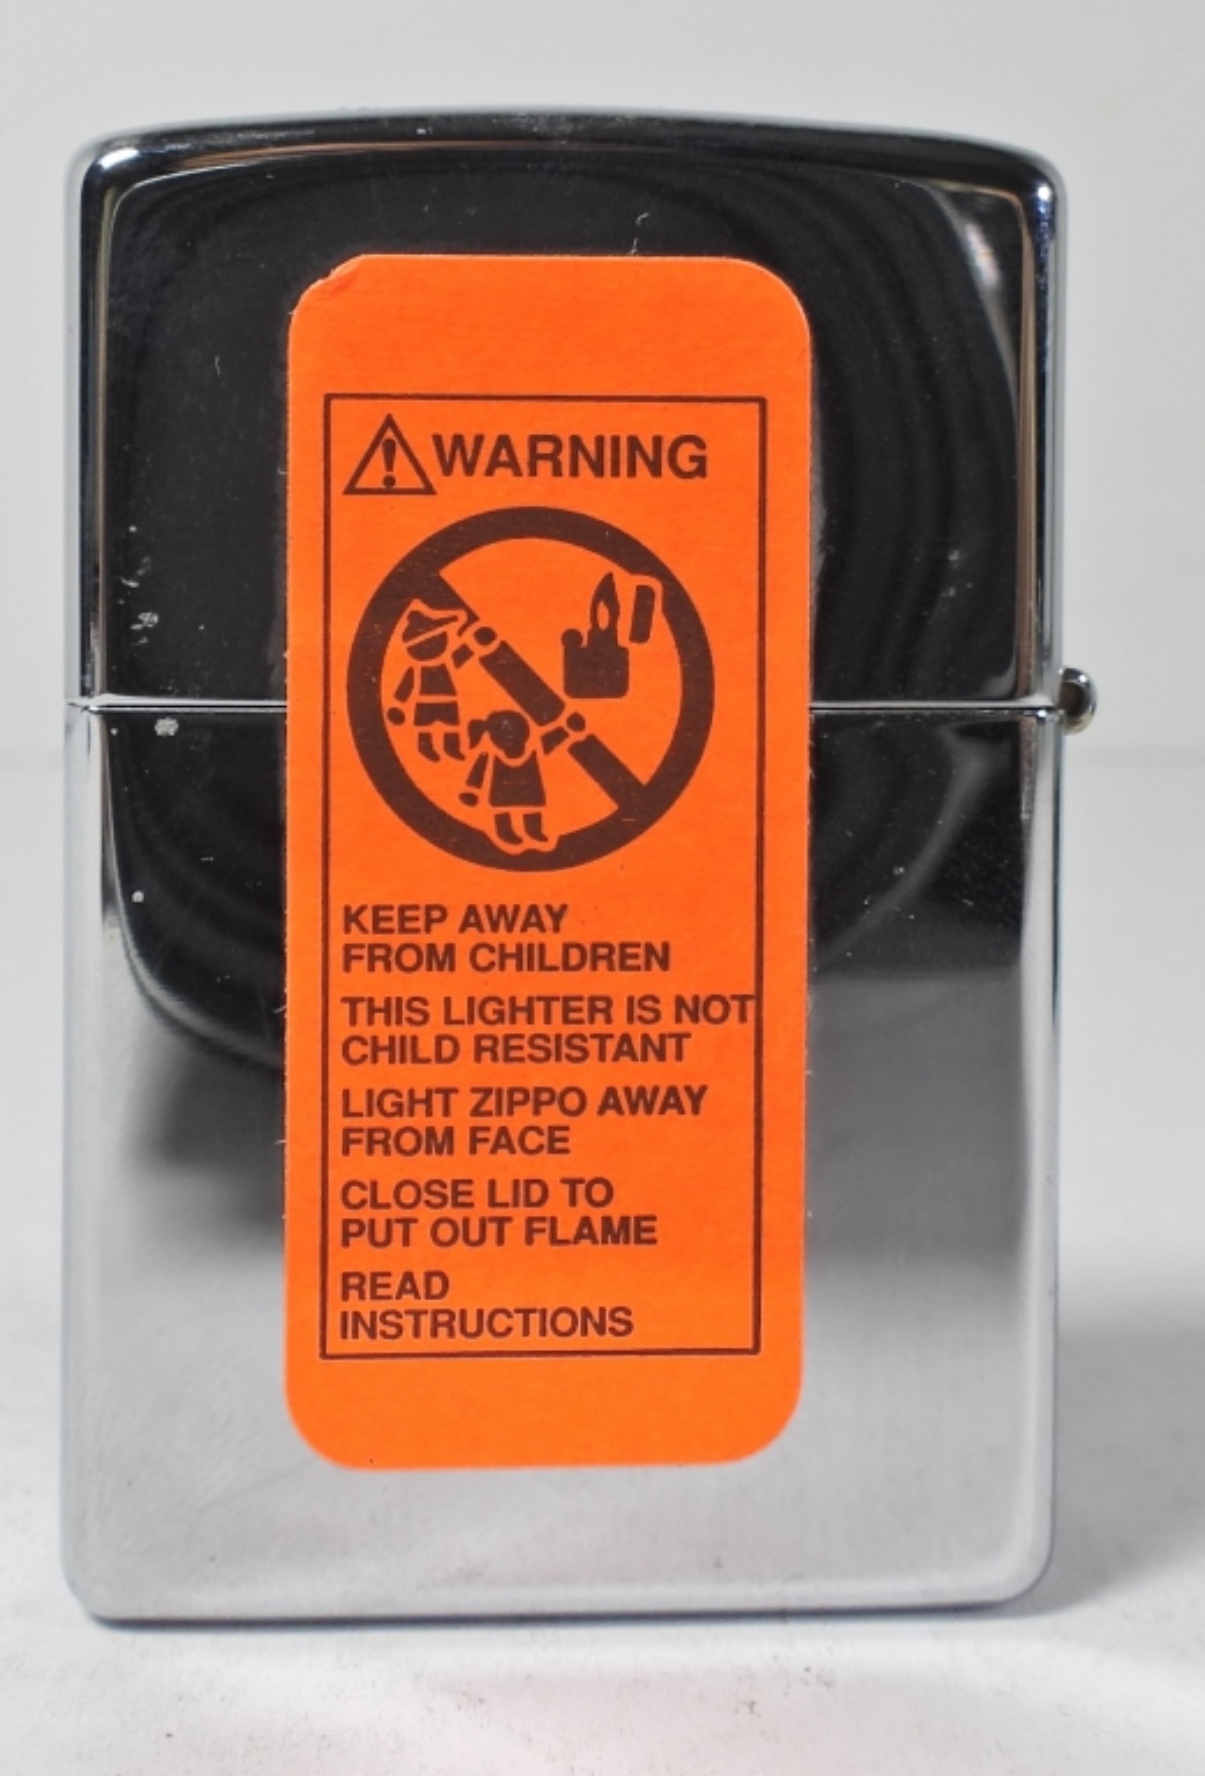 WARNING
KEEP AWAY
FROM CHILDREN
THIS LIGHTER IS NOT
CHILD RESISTANT
LIGHT ZIPPO AWAY
FROM FACE
CLOSE LID TO
PUT OUT FLAME
READ
INSTRUCTIONS